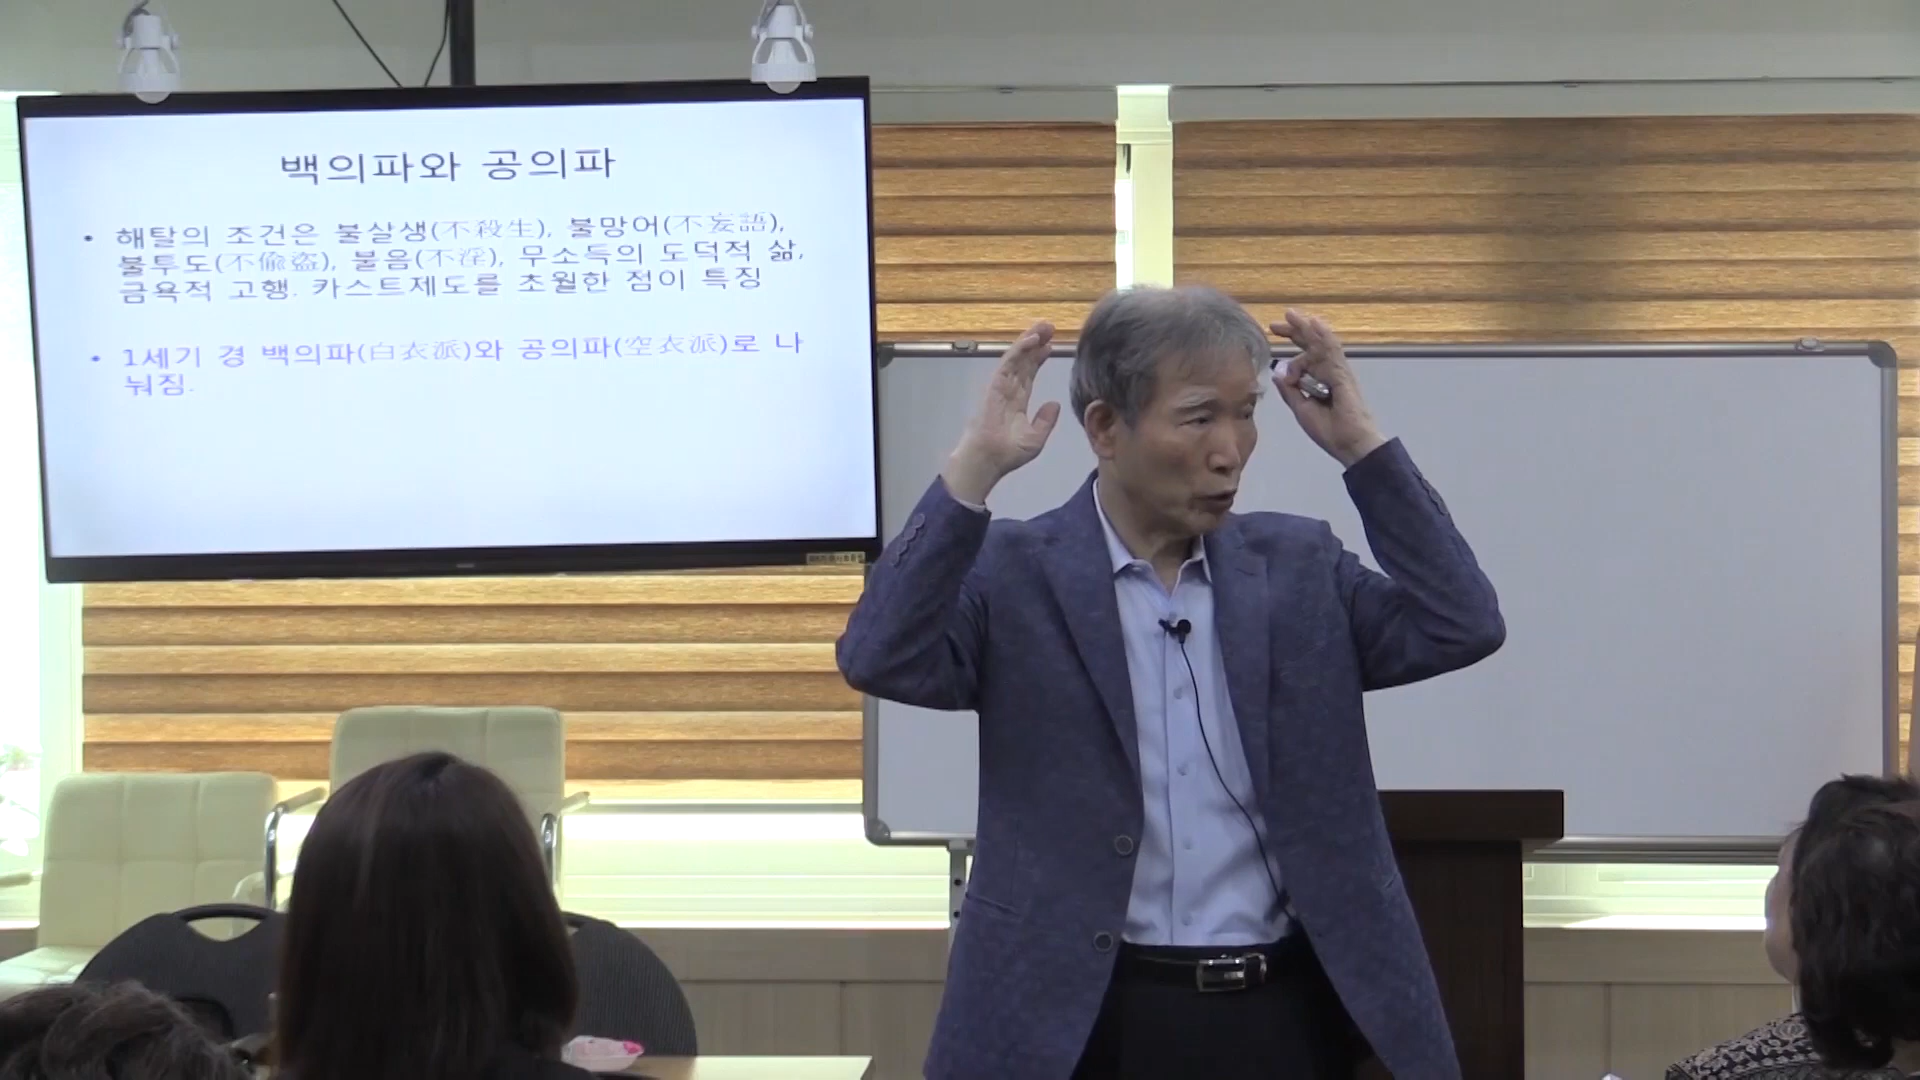 백의파와 공의파
• 해탈의 조건은 불살생(不殺生), 불망어(不妄語),
불투도(不偸盜), 불음(不淫), 무소득의 도덕적 삶,
금욕적 고행. 카스트제도를 초월한 점이 특징
• 1세기 경 백의파(白衣派)와 공의파(空衣派)로 나
눠짐.